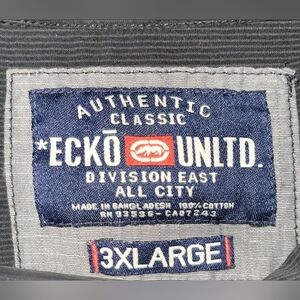 AUTHENTIC
CLASSIC
*ECKŌ UNLTD.
DIVISION EAST
ALL CITY
MADE IN BANGLADESH 100% COTTON
RN 93536-CA07243
3XLARGE